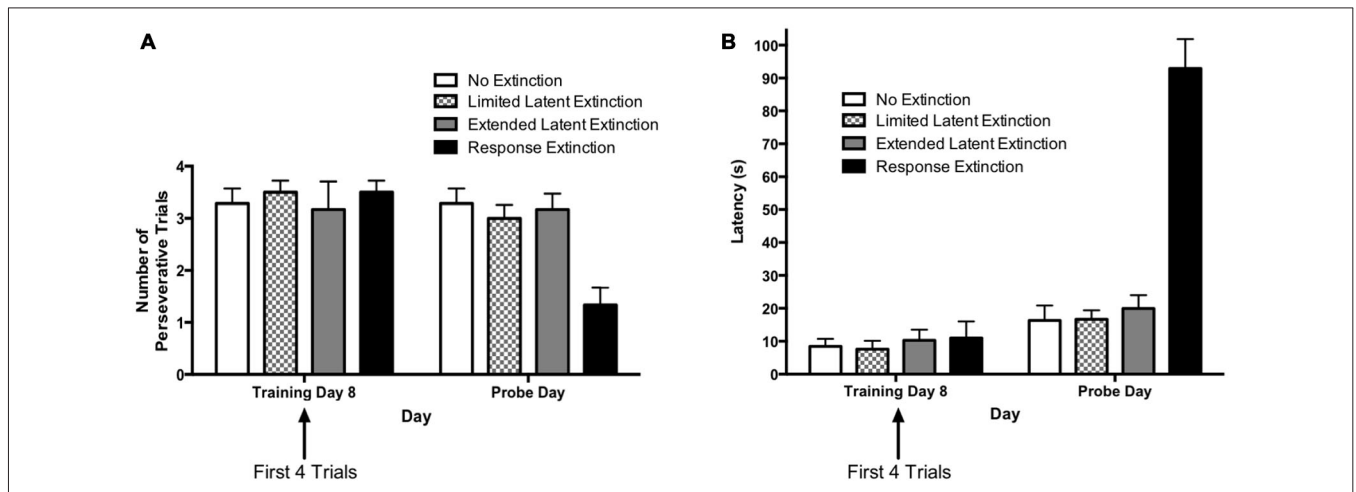 A
No Extinction
Limited Latent Extinction
Extended Latent Extinction
Response Extinction
Number of
Perseverative Trials
4
3
2
1
0
Training Day 8
Probe Day
Day
First 4 Trials
B
No Extinction
Limited Latent Extinction
Extended Latent Extinction
Response Extinction
Latency (s)
100
90
80
70
60
50
40
30
20
10
0
Training Day 8
Probe Day
Day
First 4 Trials